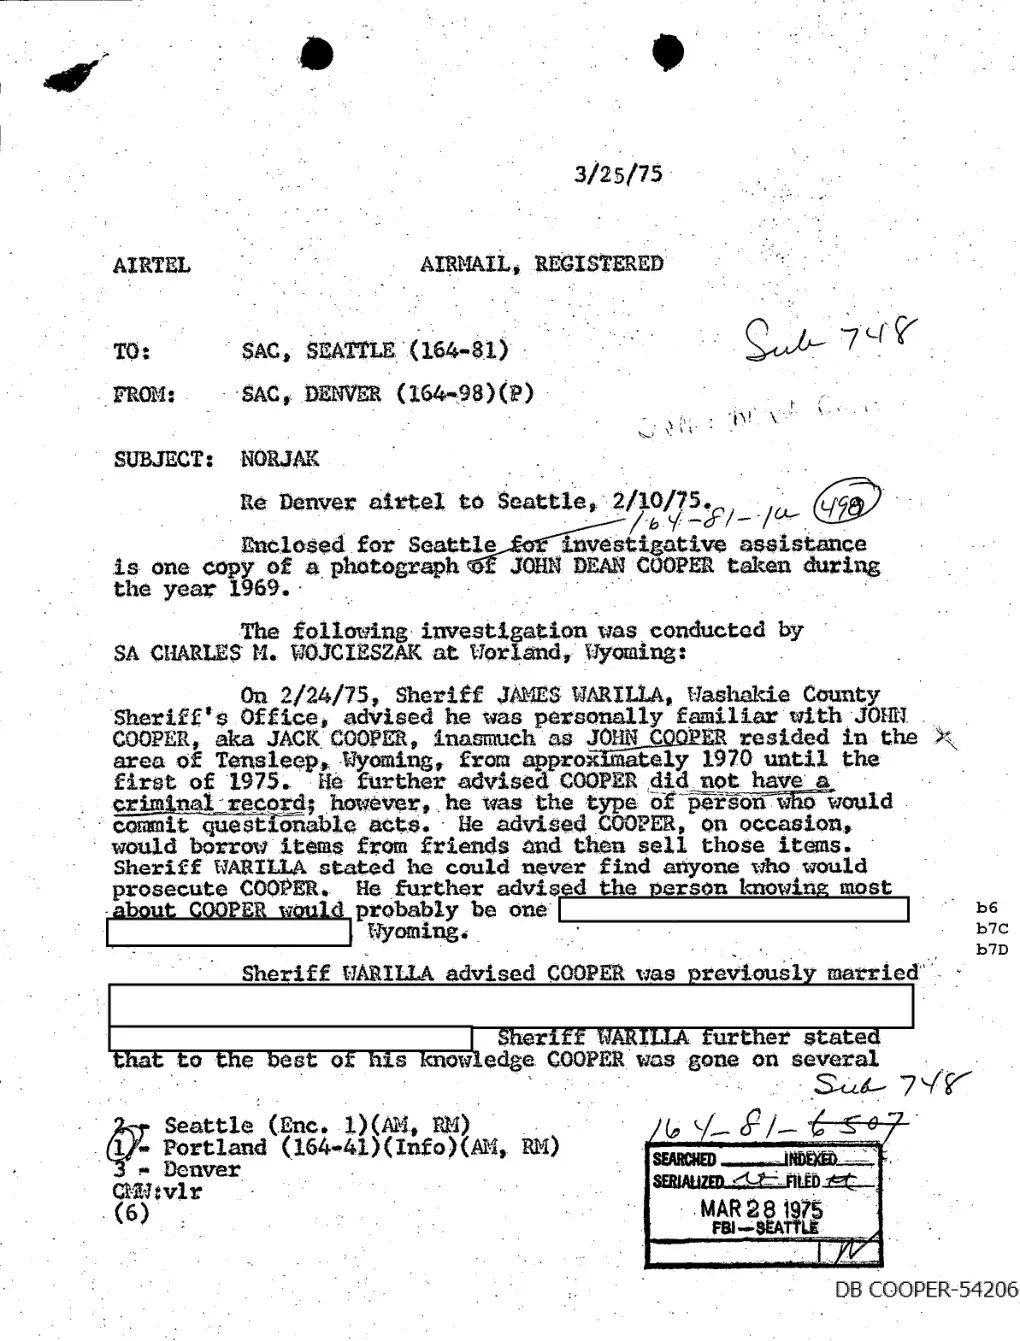 3/25/75
AIRTEL AIRMAIL, REGISTERED
TO: SAC, SEATTLE (164-81)
Sub 748
FROM: SAC, DENVER (164-98)(P)
SUBJECT: NORJAK
Re Denver airtel to Seattle, 2/10/75.
164-81-1a 498
Enclosed for Seattle for investigative assistance
is one copy of a photograph of JOHN DEAN COOPER taken during
the year 1969.
The following investigation was conducted by
SA CHARLES M. WOJCIESZAK at Worland, Wyoming:
On 2/24/75, Sheriff JAMES WARILLA, Washakie County
Sheriff's Office, advised he was personally familiar with JOHN
COOPER, aka JACK COOPER, inasmuch as JOHN COOPER resided in the
area of Tensleep, Wyoming, from approximately 1970 until the
first of 1975. He further advised COOPER did not have a
criminal record; however, he was the type of person who would
commit questionable acts. He advised COOPER, on occasion,
would borrow items from friends and then sell those items.
Sheriff WARILLA stated he could never find anyone who would
prosecute COOPER. He further advised the person knowing most
about COOPER would probably be one
b6
Wyoming.
b7C
b7D
Sheriff WARILLA advised COOPER was previously married
Sheriff WARILLA further stated
that to the best of his knowledge COOPER was gone on several
Sub 748
2 - Seattle (Enc. 1)(AM, RM)
1 - Portland (164-41)(Info)(AM, RM)
3 - Denver
CMW:vlr
(6)
164-81-6507
SEARCHED INDEXED
SERIALIZED FILED
MAR 28 1975
FBI—SEATTLE
DB COOPER-54206